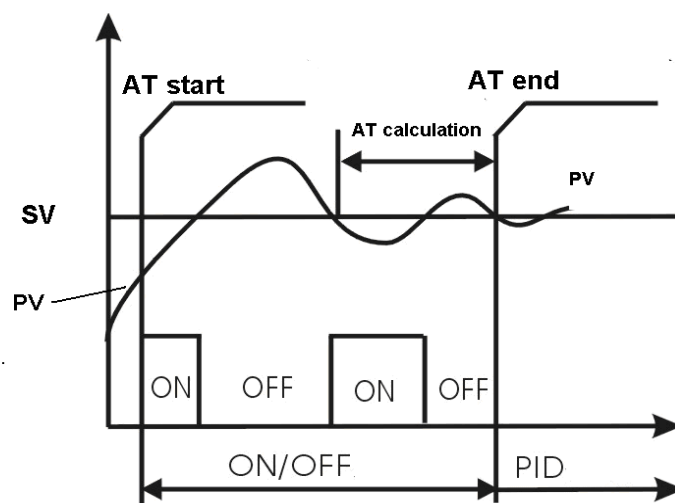 AT start
AT end
AT calculation
PV
SV
PV
ON
OFF
ON
OFF
ON/OFF
PID